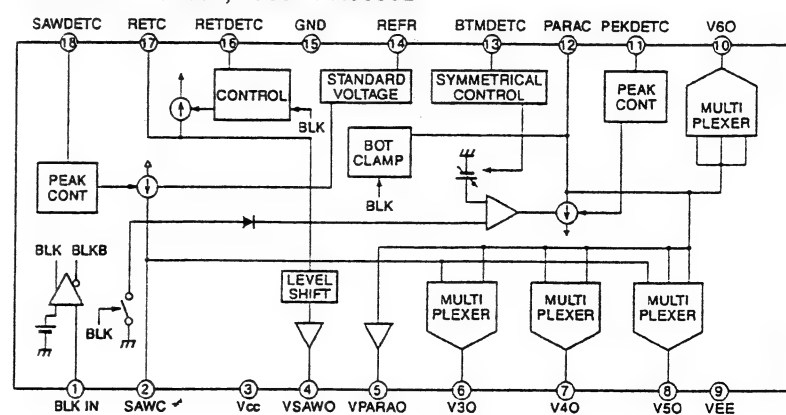 SAWDETC RETC RETDETC GND REFR BTMDETC PARAC PEKDETC V6O
18 17 16 15 14 13 12 11 10
CONTROL
STANDARD
VOLTAGE
SYMMETRICAL
CONTROL
PEAK
CONT
MULTI
PLEXER
BLK
BOT
CLAMP
PEAK
CONT
BLK
BLK BLKB
LEVEL
SHIFT
MULTI
PLEXER
MULTI
PLEXER
MULTI
PLEXER
BLK
1 2 3 4 5 6 7 8 9
BLK IN SAWC Vcc VSAWO VPARAO V3O V4O V5O VEE